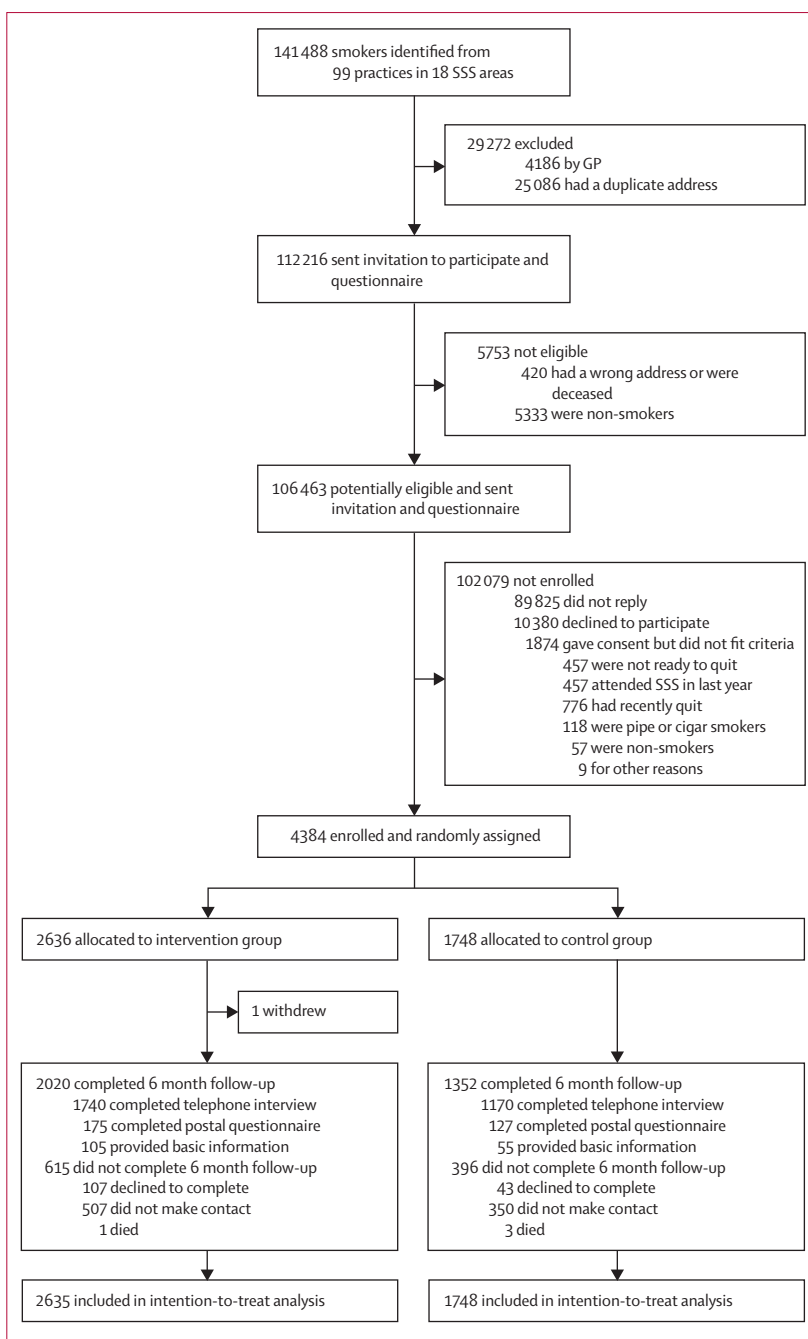 141 488 smokers identified from
99 practices in 18 SSS areas
29 272 excluded
4186 by GP
25 086 had a duplicate address
112 216 sent invitation to participate and
questionnaire
5753 not eligible
420 had a wrong address or were
deceased
5333 were non-smokers
106 463 potentially eligible and sent
invitation and questionnaire
102 079 not enrolled
89 825 did not reply
10 380 declined to participate
1874 gave consent but did not fit criteria
457 were not ready to quit
457 attended SSS in last year
776 had recently quit
118 were pipe or cigar smokers
57 were non-smokers
9 for other reasons
4384 enrolled and randomly assigned
2636 allocated to intervention group
1748 allocated to control group
1 withdrew
2020 completed 6 month follow-up
1740 completed telephone interview
175 completed postal questionnaire
105 provided basic information
615 did not complete 6 month follow-up
107 declined to complete
507 did not make contact
1 died
1352 completed 6 month follow-up
1170 completed telephone interview
127 completed postal questionnaire
55 provided basic information
396 did not complete 6 month follow-up
43 declined to complete
350 did not make contact
3 died
2635 included in intention-to-treat analysis
1748 included in intention-to-treat analysis